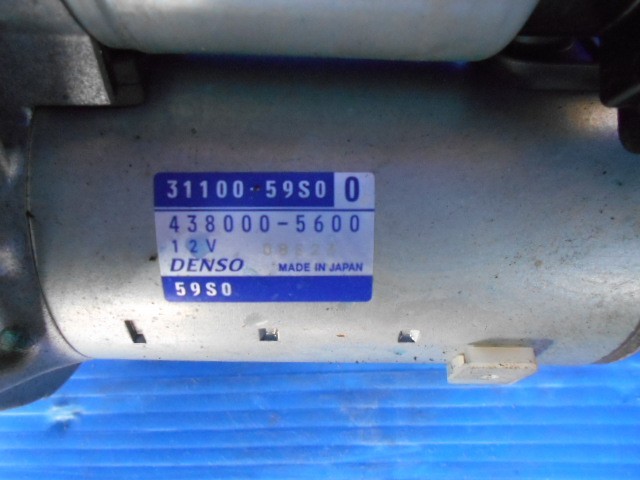 31100-59S0 0
438000-5600
12V
DENSO MADE IN JAPAN
59S0